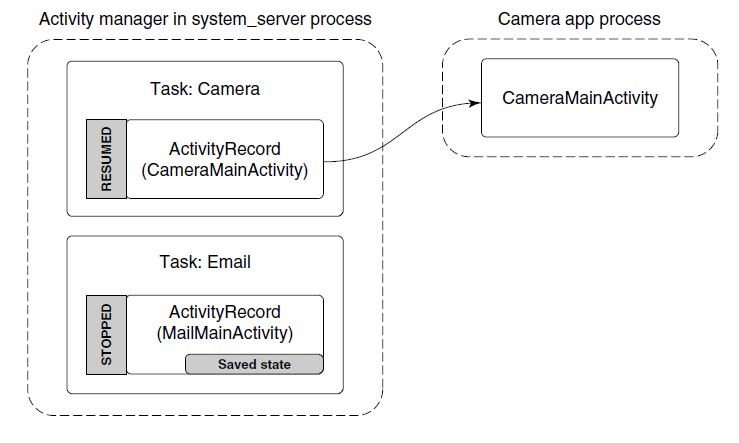 Activity manager in system_server process
Camera app process
Task: Camera
RESUMED
ActivityRecord
(CameraMainActivity)
CameraMainActivity
Task: Email
STOPPED
ActivityRecord
(MailMainActivity)
Saved state